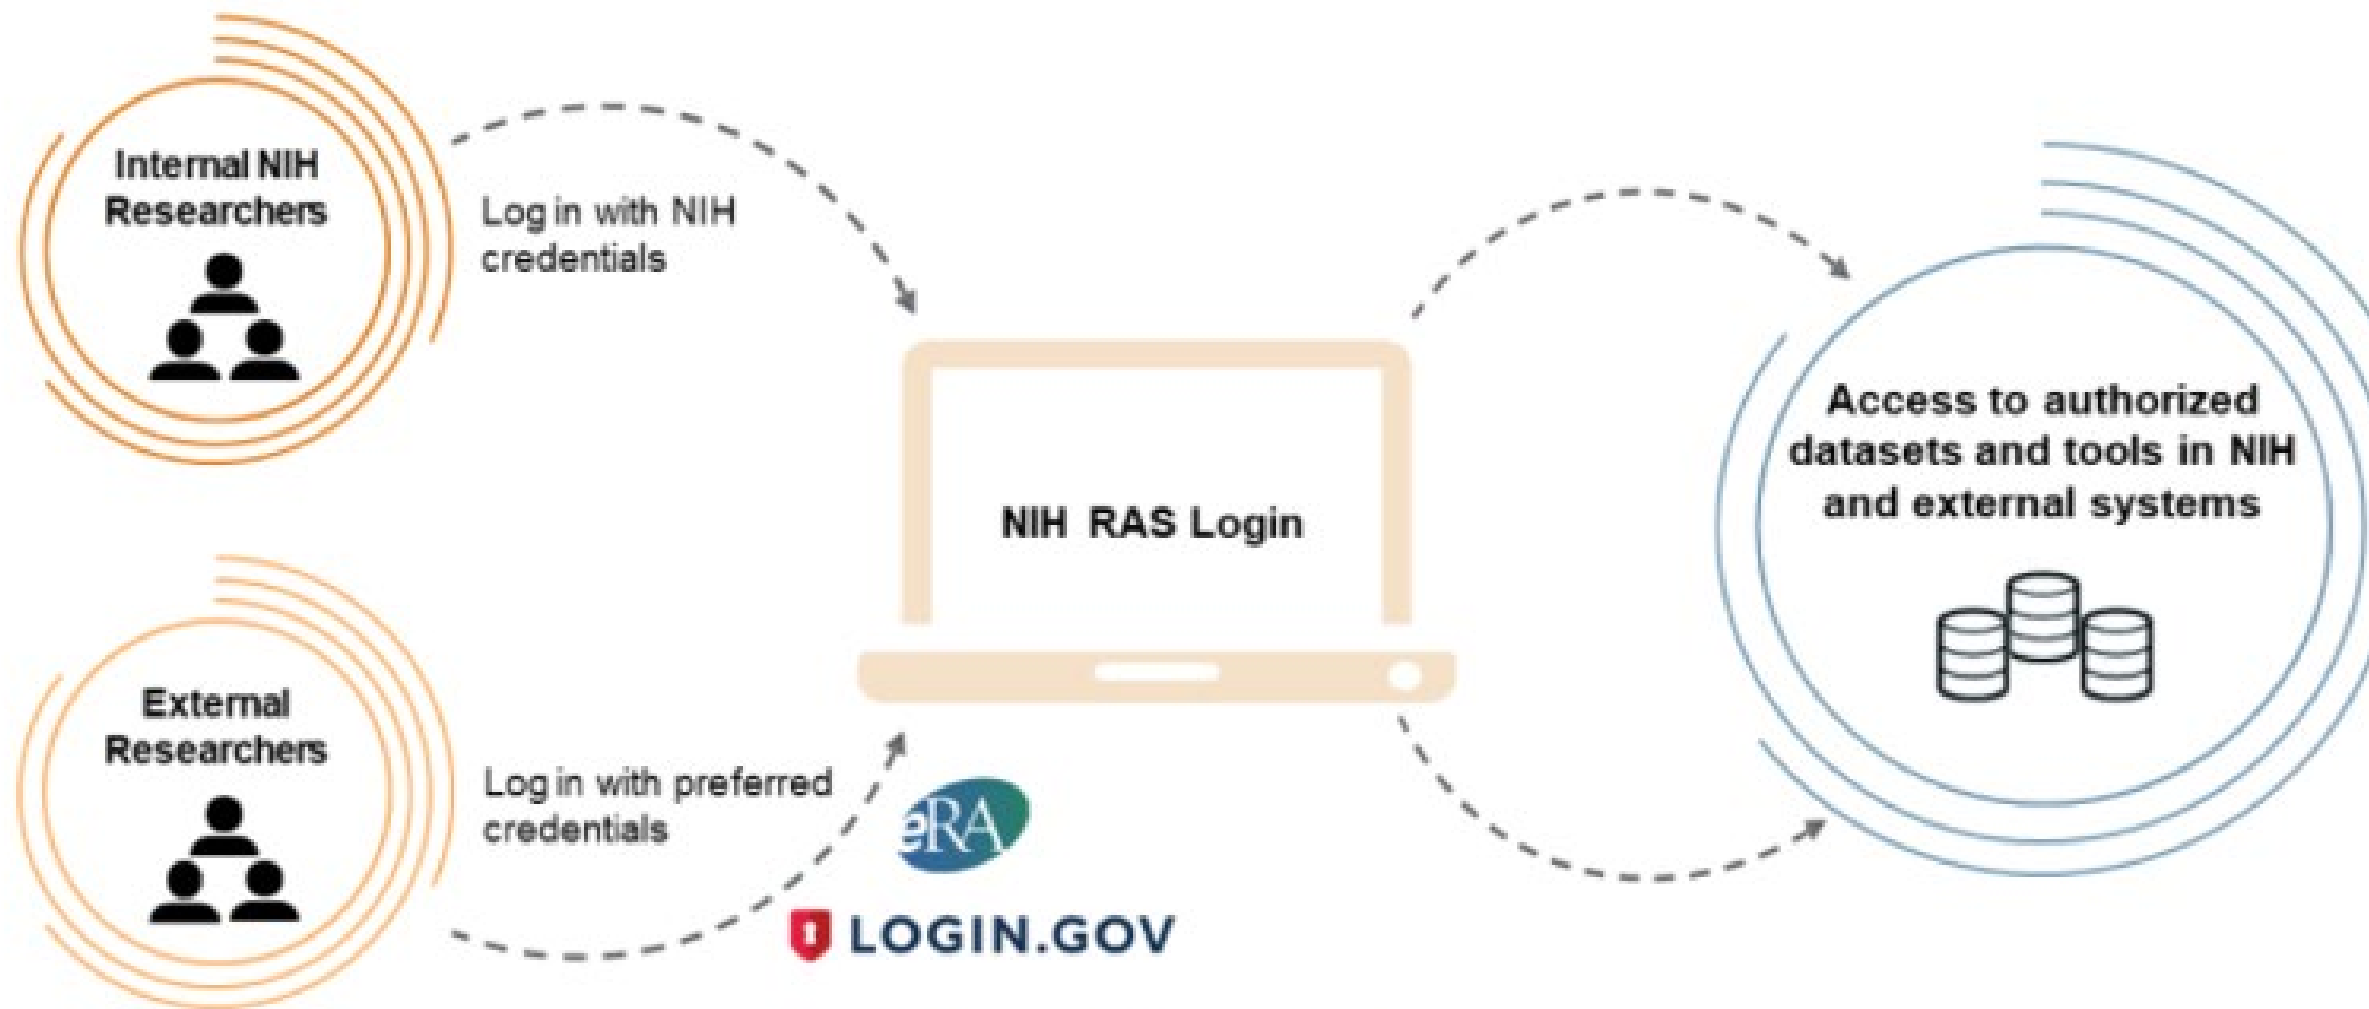 Internal NIH
Researchers
Log in with NIH
credentials
NIH RAS Login
Access to authorized
datasets and tools in NIH
and external systems
External
Researchers
Log in with preferred
credentials
eRA
LOGIN.GOV